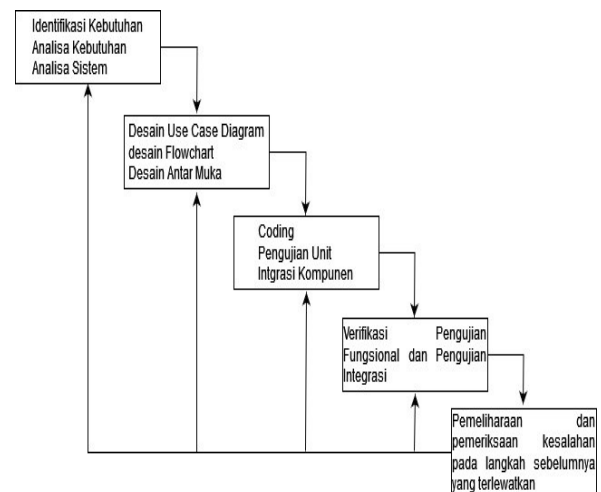 Identifikasi Kebutuhan
Analisa Kebutuhan
Analisa Sistem
Desain Use Case Diagram
desain Flowchart
Desain Antar Muka
Coding
Pengujian Unit
Intgrasi Kompunen
Verifikasi Pengujian
Fungsional dan Pengujian
Integrasi
Pemeliharaan dan
pemeriksaan kesalahan
pada langkah sebelumnya
yang terlewatkan